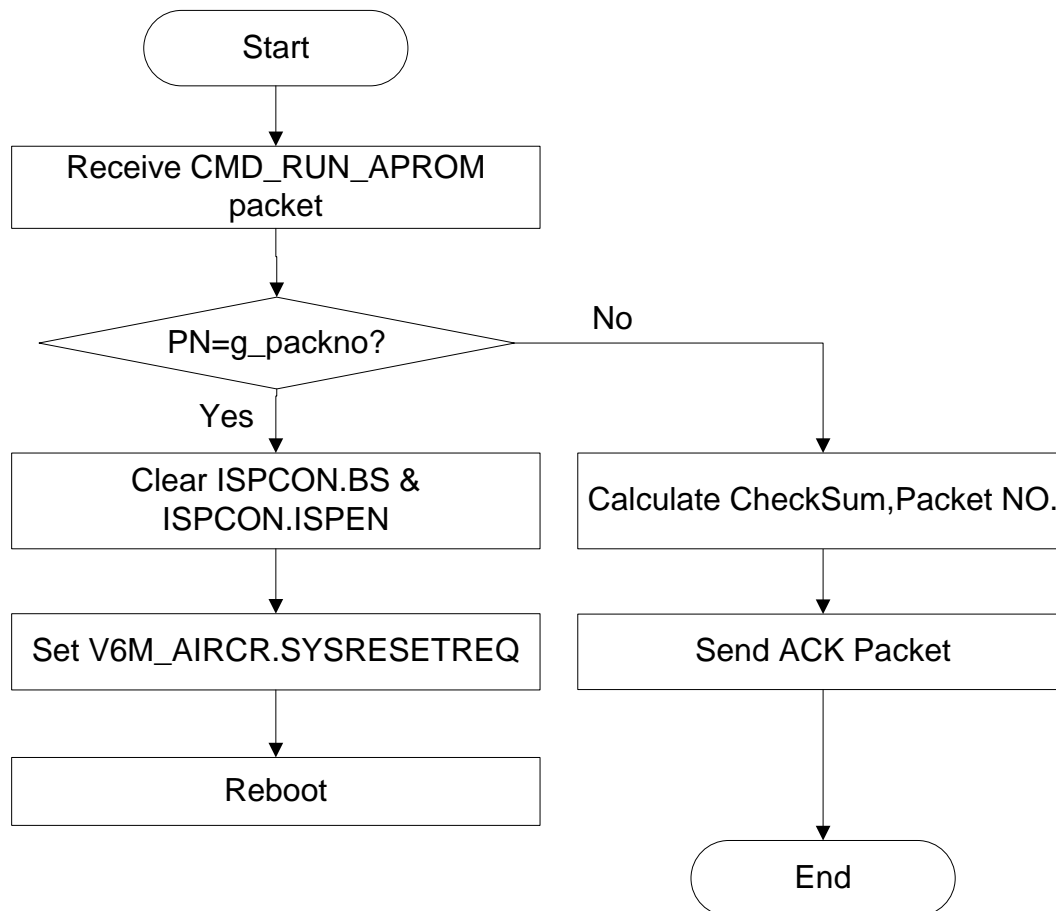 Start
Receive CMD_RUN_APROM
packet
PN=g_packno?
No
Yes
Clear ISPCON.BS &
ISPCON.ISPEN
Calculate CheckSum,Packet NO.
Set V6M_AIRCR.SYSRESETREQ
Send ACK Packet
Reboot
End